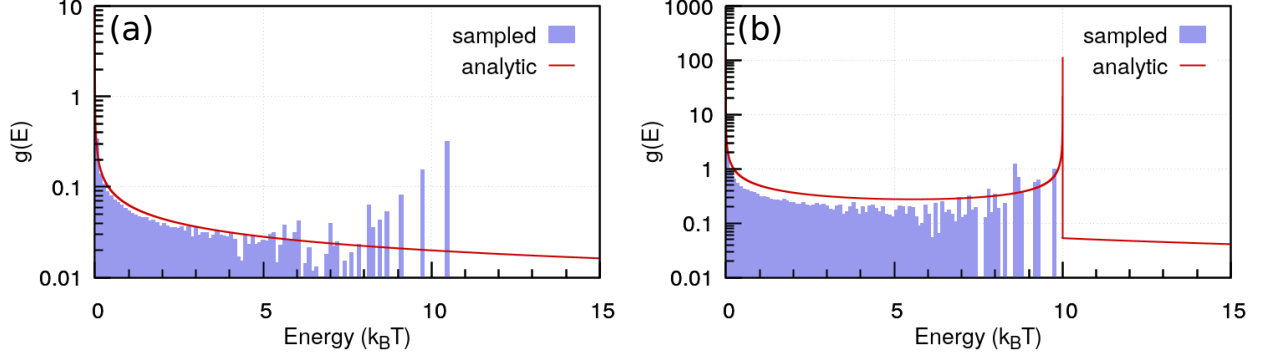 (a)
sampled
analytic
g(E)
10
1
0.1
0.01
0
5
10
15
Energy (kBT)
(b)
sampled
analytic
g(E)
1000
100
10
1
0.1
0.01
0
5
10
15
Energy (kBT)